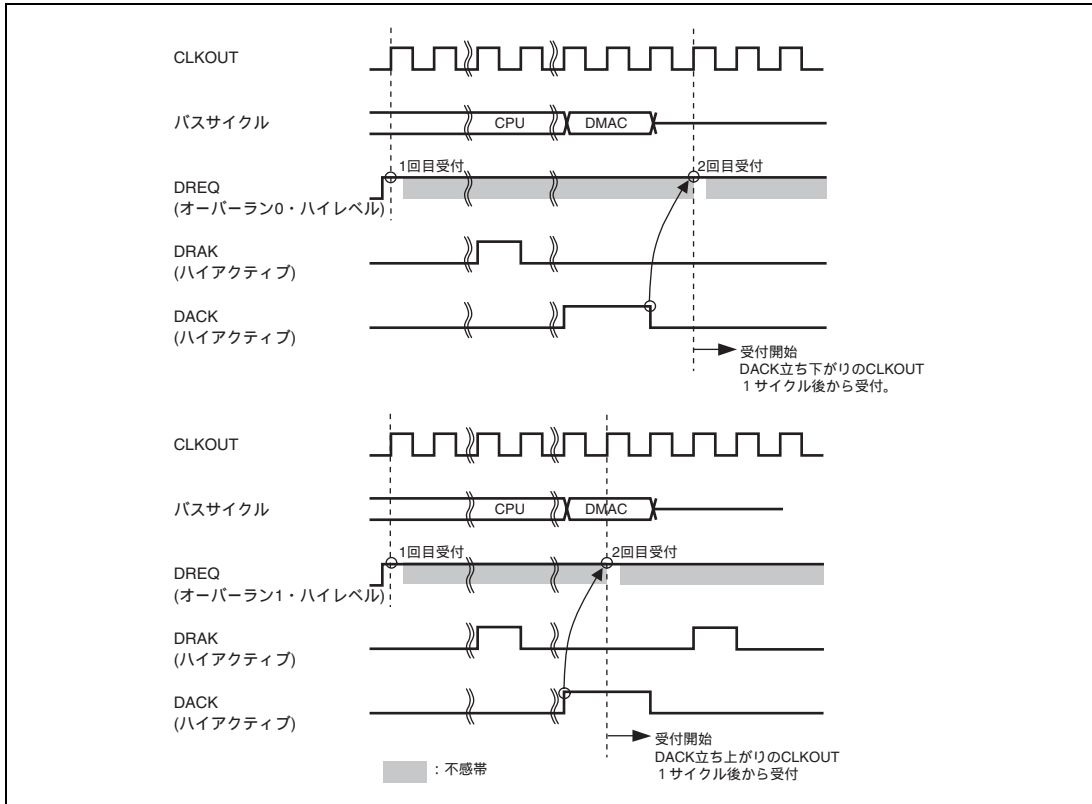 CLKOUT
バスサイクル
CPU
DMAC
1回目受付
2回目受付
DREQ
(オーバーラン0・ハイレベル)
DRAK
(ハイアクティブ)
DACK
(ハイアクティブ)
受付開始
DACK立ち下がりのCLKOUT
1サイクル後から受付。
CLKOUT
バスサイクル
CPU
DMAC
1回目受付
2回目受付
DREQ
(オーバーラン1・ハイレベル)
DRAK
(ハイアクティブ)
DACK
(ハイアクティブ)
受付開始
DACK立ち上がりのCLKOUT
1サイクル後から受付
:不感帯